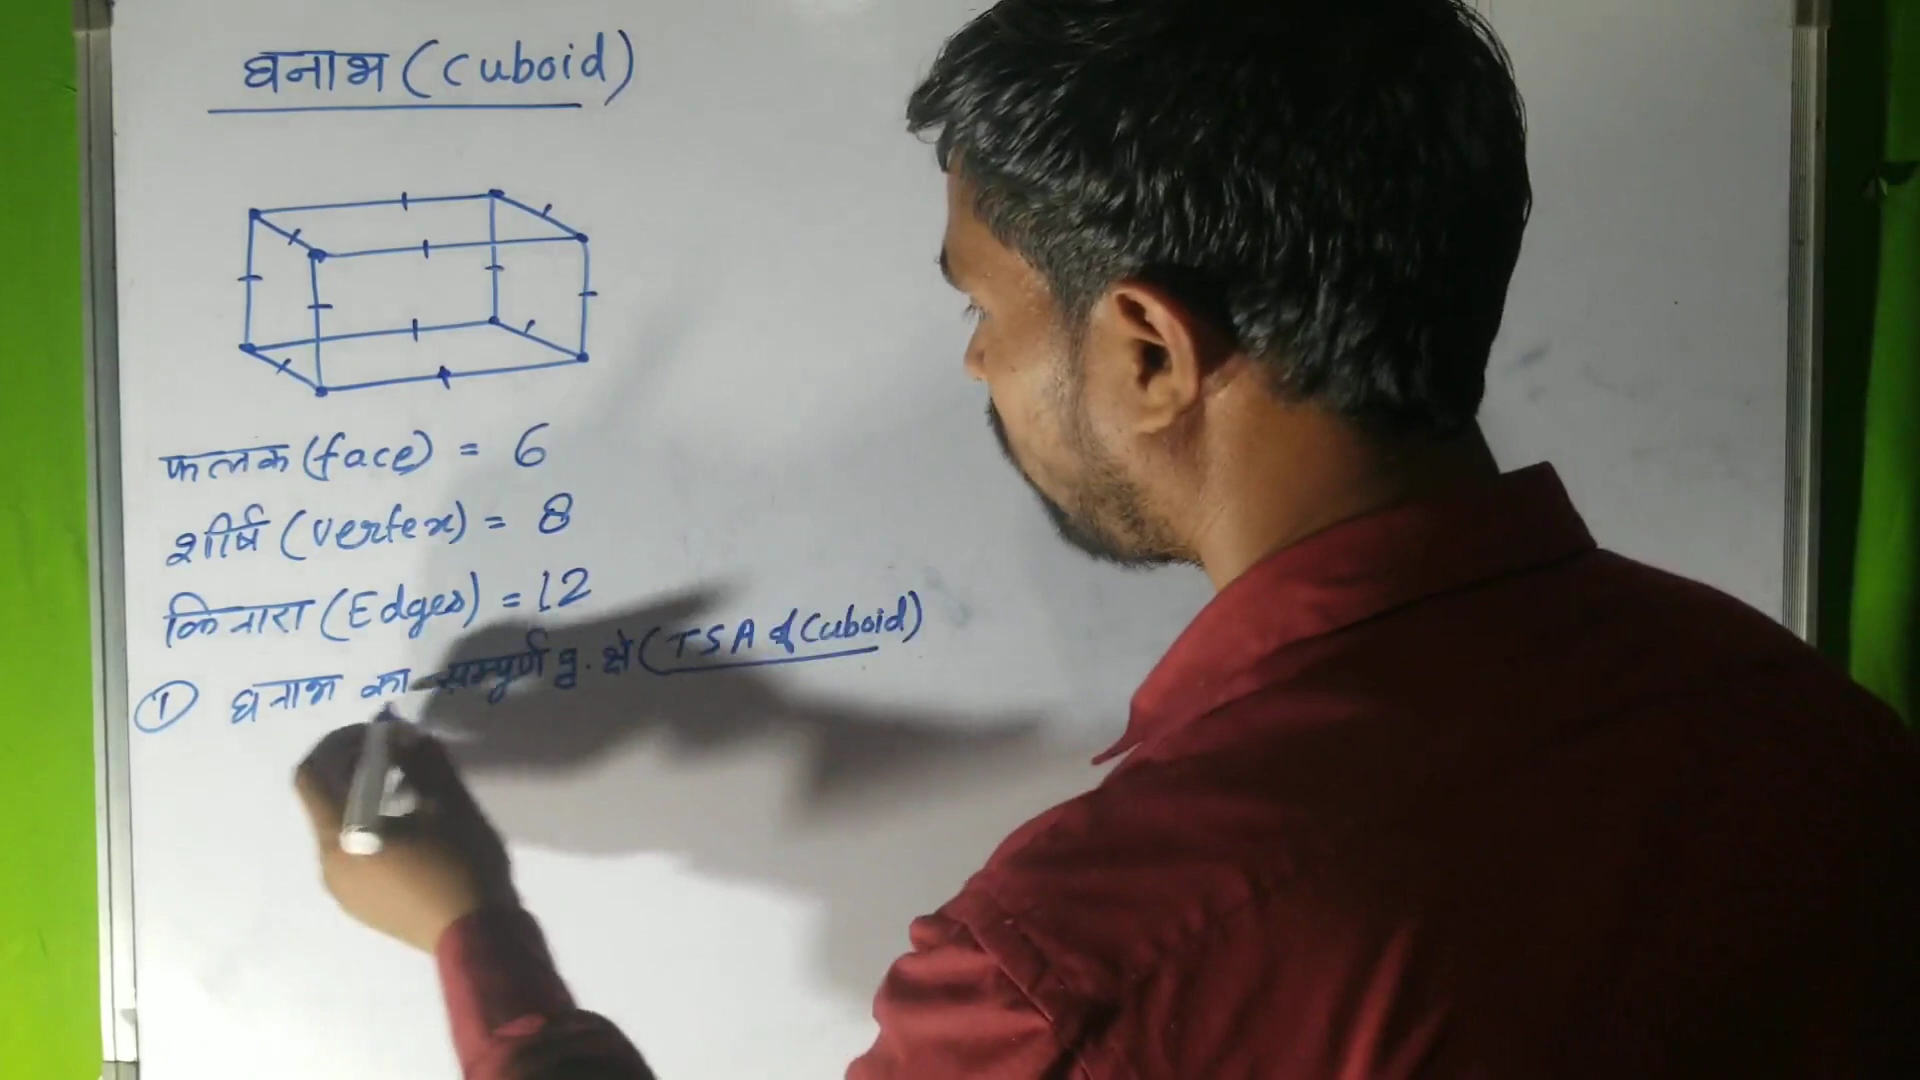 घनाभ (Cuboid)
फलक (face) = 6
शीर्ष (vertex) = 8
किनारा (Edges) = 12
① घनाभ का सम्पूर्ण पृ. क्षे (TSA of Cuboid)